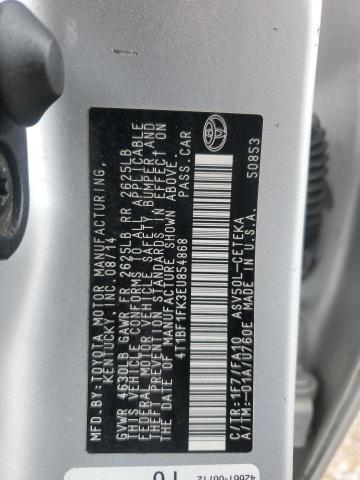 MFD.BY:TOYOTA MOTOR MANUFACTURING,
KENTUCKY, INC. 08/14
GVWR 4630LB GAWR FR 2625LB RR 2625LB
THIS VEHICLE CONFORMS TO ALL APPLICABLE
FEDERAL MOTOR VEHICLE SAFETY, BUMPER, AND
THEFT PREVENTION STANDARDS IN EFFECT ON
THE DATE OF MANUFACTURE SHOWN ABOVE.
4T1BF1FK3EU854868 PASS.CAR
C/TR:1F7/FA10 ASV50L-CETEKA
A/TM:-01A/U760E MADE IN U.S.A.
50853